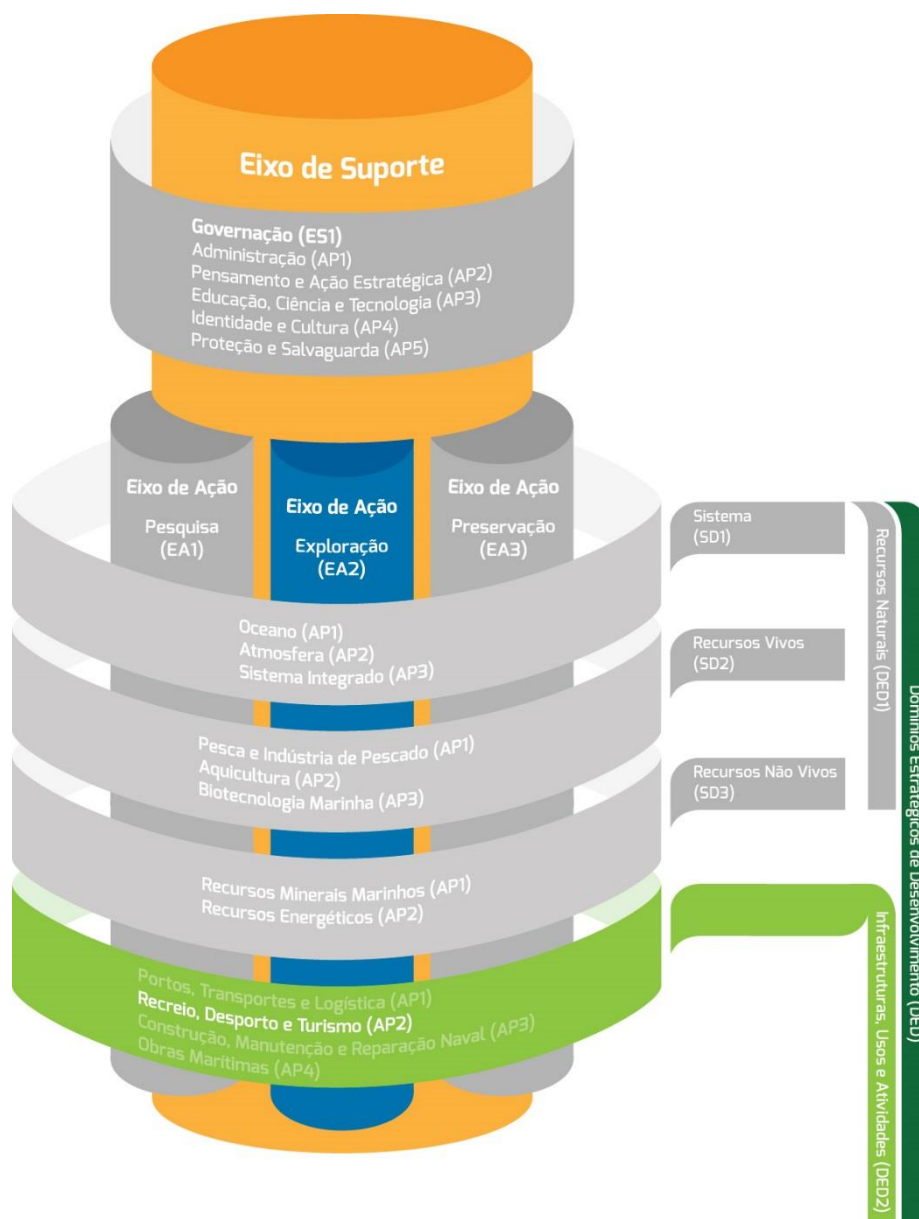 Eixo de Suporte
Governação (ES1)
Administração (AP1)
Pensamento e Ação Estratégica (AP2)
Educação, Ciência e Tecnologia (AP3)
Identidade e Cultura (AP4)
Proteção e Salvaguarda (AP5)
Eixo de Ação
Pesquisa
(EA1)
Eixo de Ação
Exploração
(EA2)
Eixo de Ação
Preservação
(EA3)
Oceano (AP1)
Atmosfera (AP2)
Sistema Integrado (AP3)
Pesca e Indústria de Pescado (AP1)
Aquicultura (AP2)
Biotecnologia Marinha (AP3)
Recursos Minerais Marinhos (AP1)
Recursos Energéticos (AP2)
Portos, Transportes e Logística (AP1)
Recreio, Desporto e Turismo (AP2)
Construção, Manutenção e Reparação Naval (AP3)
Obras Marítimas (AP4)
Sistema
(SD1)
Recursos Vivos
(SD2)
Recursos Não Vivos
(SD3)
Recursos Naturais (DED1)
Infraestruturas, Usos e Atividades (DED2)
Domínios Estratégicos de Desenvolvimento (DED)